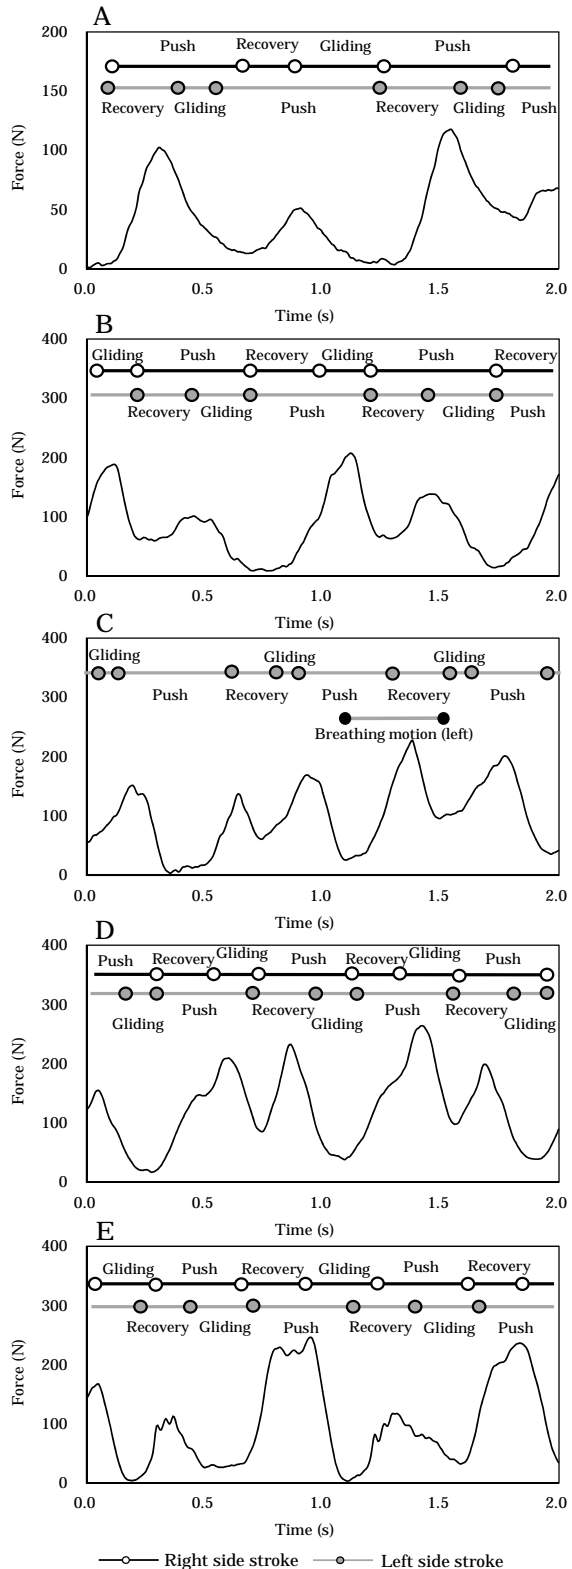 A
200
150
100
50
0
Force (N)
Push Recovery Gliding Push
Recovery Gliding Push Recovery Gliding Push
0.0 0.5 1.0 1.5 2.0
Time (s)
B
400
300
200
100
0
Force (N)
Gliding Push Recovery Gliding Push Recovery
Recovery Gliding Push Recovery Gliding Push
0.0 0.5 1.0 1.5 2.0
Time (s)
C
400
300
200
100
0
Force (N)
Gliding Gliding Gliding
Push Recovery Push Recovery Push
Breathing motion (left)
0.0 0.5 1.0 1.5 2.0
Time (s)
D
400
300
200
100
0
Force (N)
Push Recovery Gliding Push Recovery Gliding Push
Gliding Push Recovery Gliding Push Recovery Gliding
0.0 0.5 1.0 1.5 2.0
Time (s)
E
400
300
200
100
0
Force (N)
Gliding Push Recovery Gliding Push Recovery
Recovery Gliding Push Recovery Gliding Push
0.0 0.5 1.0 1.5 2.0
Time (s)
Right side stroke Left side stroke